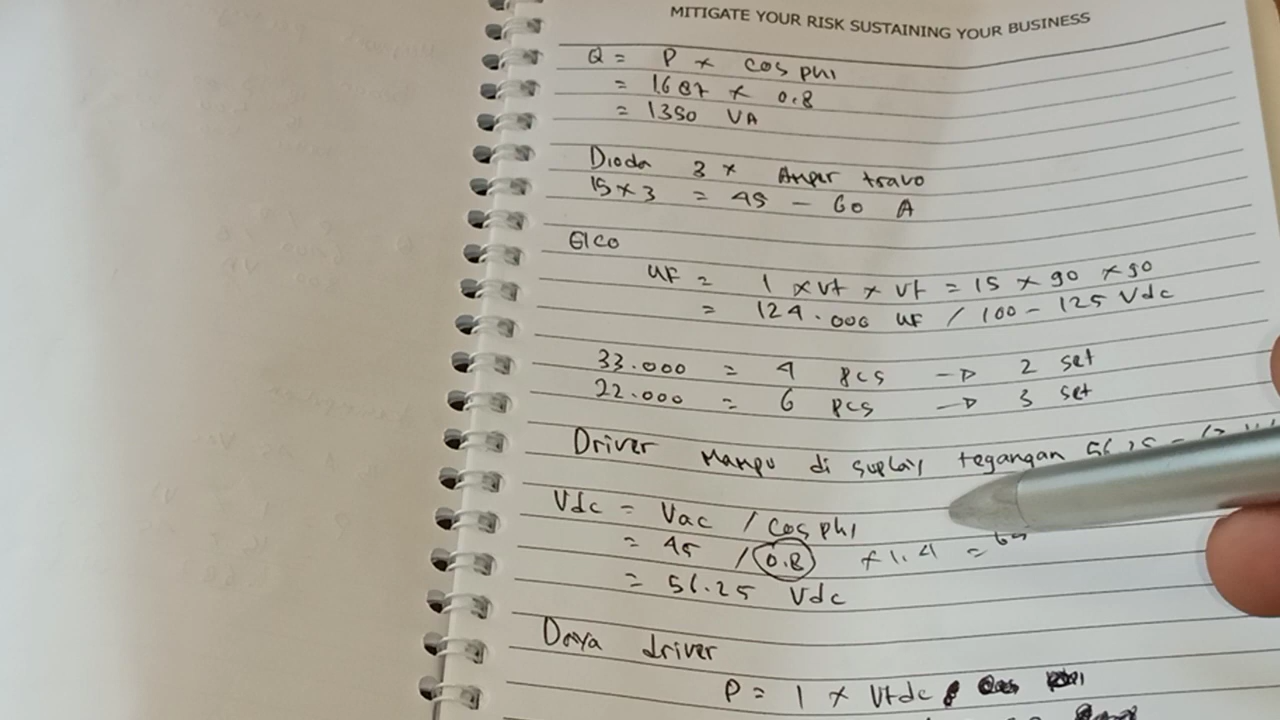 MITIGATE YOUR RISK SUSTAINING YOUR BUSINESS
Q = P x cos phi
= 1687 x 0.8
= 1350 VA
Dioda 3 x Amper travo
15 x 3 = 45 - 60 A
Elco
uF = 1 x vt x vt = 15 x 90 x 90
= 124.000 uF / 100 - 125 Vdc
33.000 = 4 pcs → 2 set
22.000 = 6 pcs → 3 set
Driver Mampu di suplaiy tegangan
Vdc = Vac / cos phi
= 45 / 0.8 x 1.41 =
= 56.25 Vdc
Daya driver
P = 1 x Vtdc